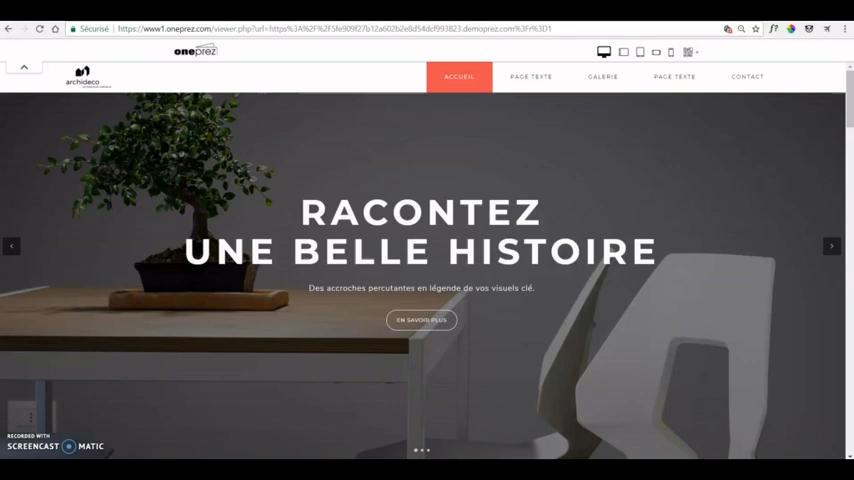 Sécurisé
https://www1.oneprez.com/viewer.php?url=https%3A%2F%2F5fe909f27b12a602b2e8d54dcf993823.demoprez.com%3Fr%3D1
oneprez
archideco
ACCUEIL
PAGE TEXTE
GALERIE
PAGE TEXTE
CONTACT
RACONTEZ
UNE BELLE HISTOIRE
Des accroches percutantes en légende de vos visuels clé.
EN SAVOIR PLUS
RECORDED WITH
SCREENCAST MATIC